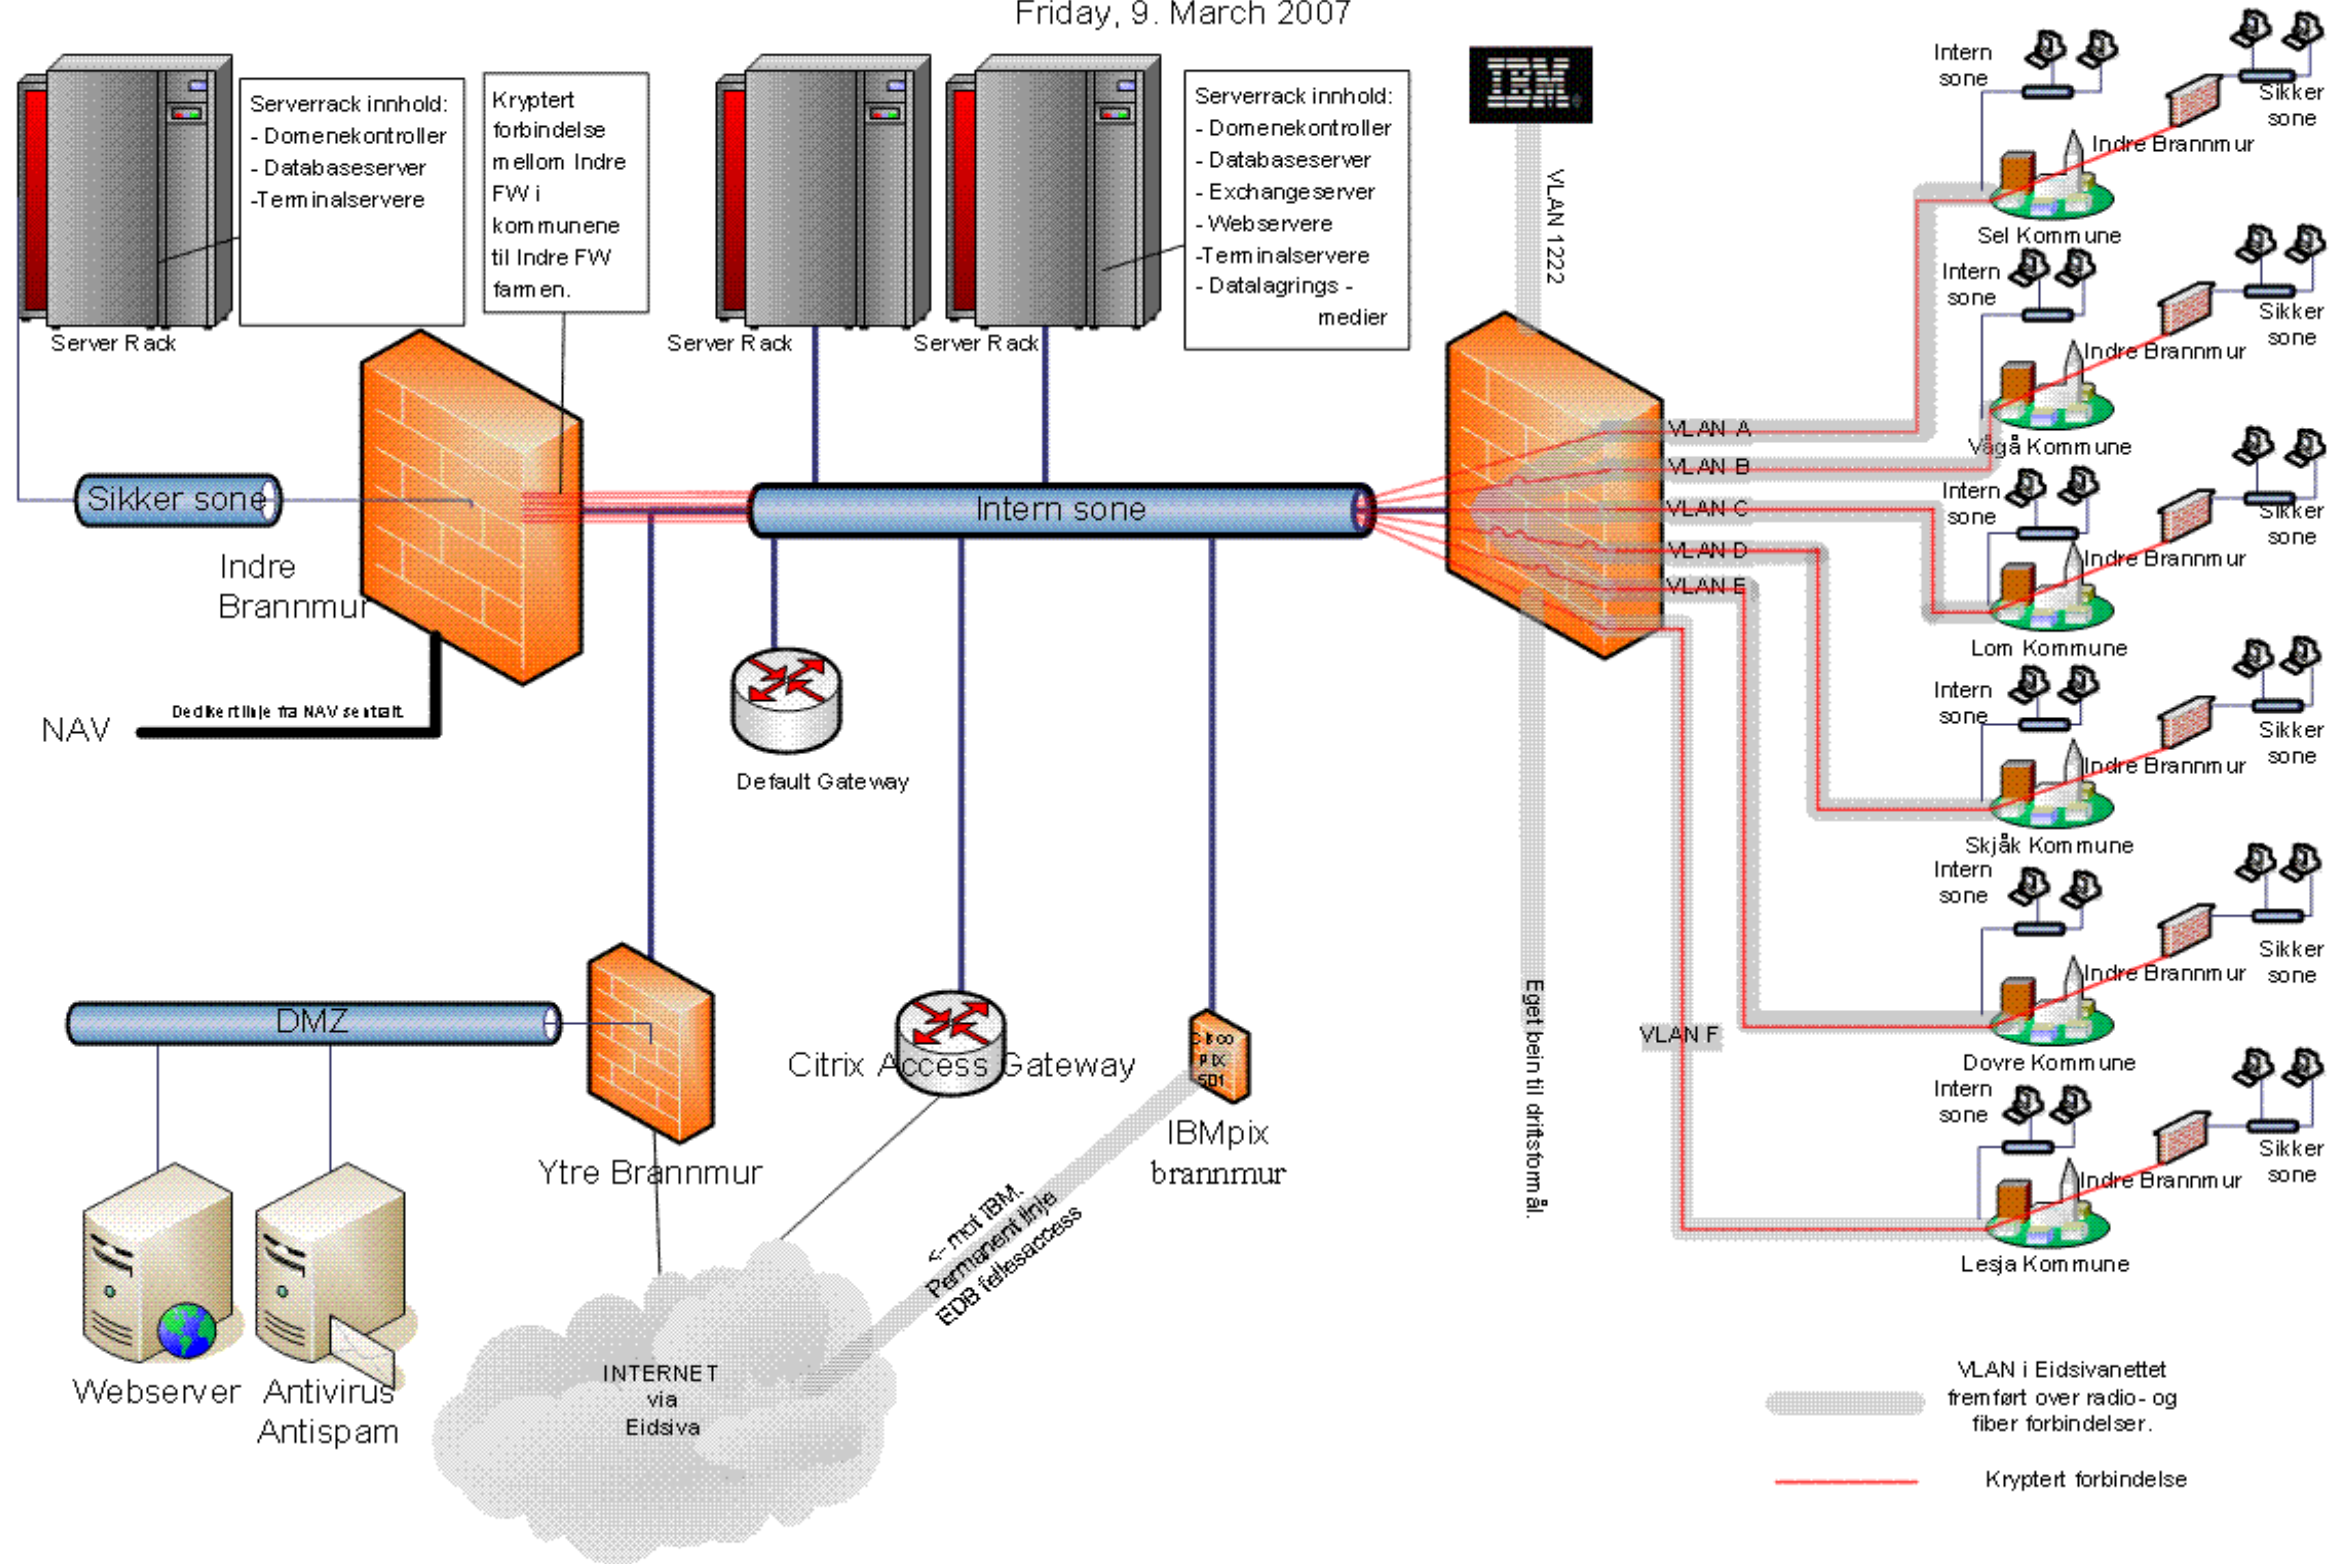 Friday, 9. March 2007
Serverrack innhold:
- Domenekontroller
- Databaseserver
-Terminalservere
Server Rack
Kryptert
forbindelse
mellom Indre
FW i
kommunene
til Indre FW
farmen.
Server Rack
Server Rack
Serverrack innhold:
- Domenekontroller
- Databaseserver
- Exchangeserver
- Webservere
-Terminalservere
- Datalagrings -
medier
IBM
VLAN 1222
Sikker sone
Indre
Brannmur
Intern sone
NAV
Dedikert linje fra NAV sentralt.
Default Gateway
DMZ
Webserver
Antivirus
Antispam
Ytre Brannmur
Citrix Access Gateway
Cisco
PIX
501
IBMpix
brannmur
<- mot IBM.
Permanent linje
EDB fellesaccess
INTERNET
via
Eidsiva
Eget bein til driftsformål.
VLAN A
VLAN B
VLAN C
VLAN D
VLAN E
VLAN F
Intern
sone
Sikker
sone
Indre Brannmur
Sel Kommune
Intern
sone
Sikker
sone
Indre Brannmur
Vågå Kommune
Intern
sone
Sikker
sone
Indre Brannmur
Lom Kommune
Intern
sone
Sikker
sone
Indre Brannmur
Skjåk Kommune
Intern
sone
Sikker
sone
Indre Brannmur
Dovre Kommune
Intern
sone
Sikker
sone
Indre Brannmur
Lesja Kommune
VLAN i Eidsivanettet
fremført over radio- og
fiber forbindelser.
Kryptert forbindelse